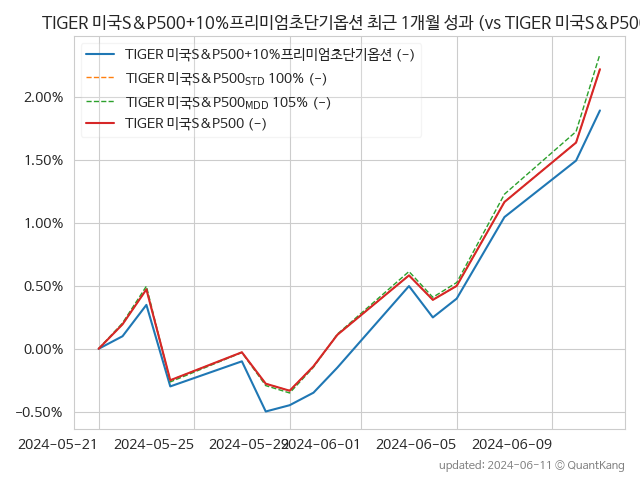 TIGER 미국S&P500+10%프리미엄초단기옵션 최근 1개월 성과 (vs TIGER 미국S&P500
TIGER 미국S&P500+10%프리미엄초단기옵션 (-)
TIGER 미국S&P500STD 100% (-)
TIGER 미국S&P500MDD 105% (-)
TIGER 미국S&P500 (-)
2.00%
1.50%
1.00%
0.50%
0.00%
-0.50%
2024-05-21 2024-05-25 2024-05-29 2024-06-01 2024-06-05 2024-06-09
updated: 2024-06-11 © QuantKang